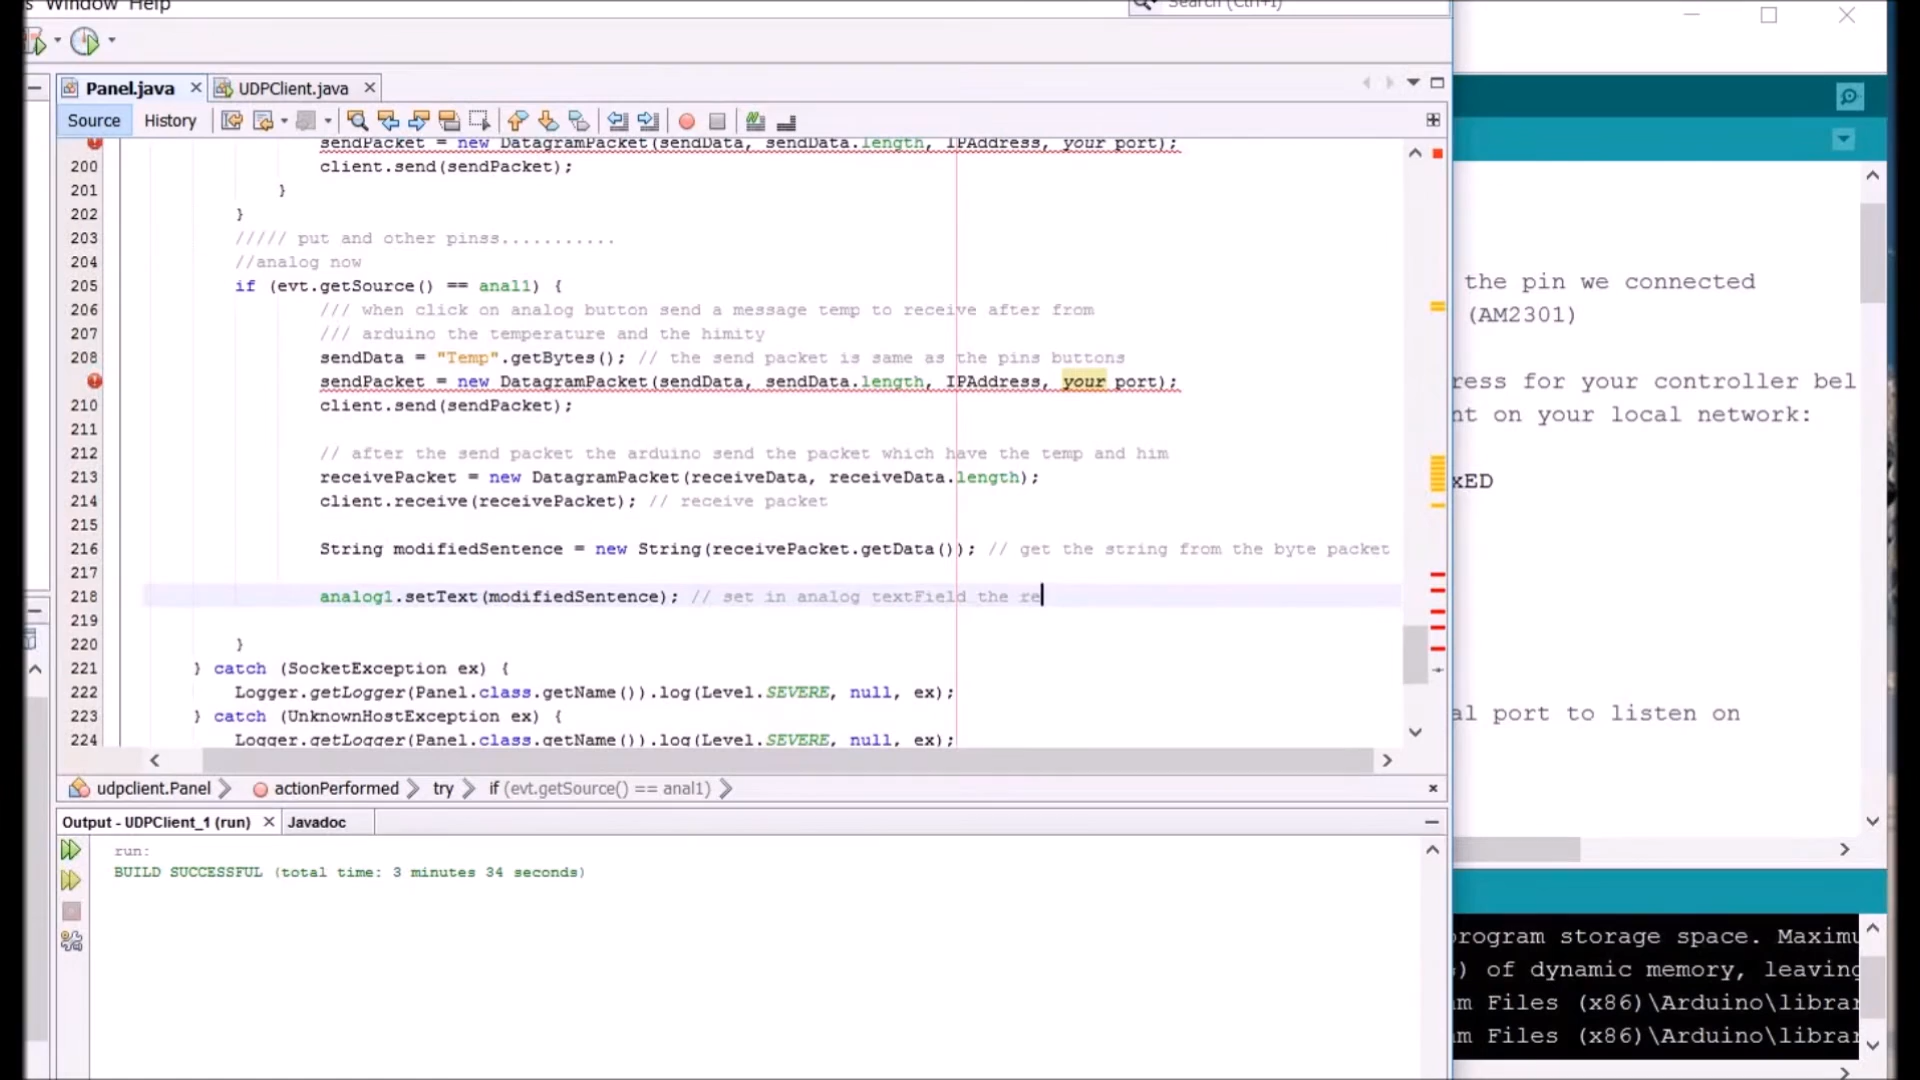 Window Help
Search (Ctrl+I)
Panel.java
UDPClient.java
Source
History
sendPacket = new DatagramPacket(sendData, sendData.length, IPAddress, your port);
200 client.send(sendPacket);
201 }
202 }
203 ///// put and other pinss...........
204 //analog now
205 if (evt.getSource() == anal1) {
206 /// when click on analog button send a message temp to receive after from
207 /// arduino the temperature and the himity
208 sendData = "Temp".getBytes(); // the send packet is same as the pins buttons
sendPacket = new DatagramPacket(sendData, sendData.length, IPAddress, your port);
210 client.send(sendPacket);
211
212 // after the send packet the arduino send the packet which have the temp and him
213 receivePacket = new DatagramPacket(receiveData, receiveData.length);
214 client.receive(receivePacket); // receive packet
215
216 String modifiedSentence = new String(receivePacket.getData()); // get the string from the byte packet
217
218 analog1.setText(modifiedSentence); // set in analog textField the re
219
220 }
221 } catch (SocketException ex) {
222 Logger.getLogger(Panel.class.getName()).log(Level.SEVERE, null, ex);
223 } catch (UnknownHostException ex) {
224 Logger.getLogger(Panel.class.getName()).log(Level.SEVERE, null, ex);
udpclient.Panel
actionPerformed
try
if (evt.getSource() == anal1)
Output - UDPClient_1 (run)
Javadoc
run:
BUILD SUCCESSFUL (total time: 3 minutes 34 seconds)
the pin we connected
(AM2301)
ress for your controller bel
nt on your local network:
xED
al port to listen on
program storage space. Maximu
) of dynamic memory, leaving
am Files (x86)\Arduino\librar
am Files (x86)\Arduino\librar